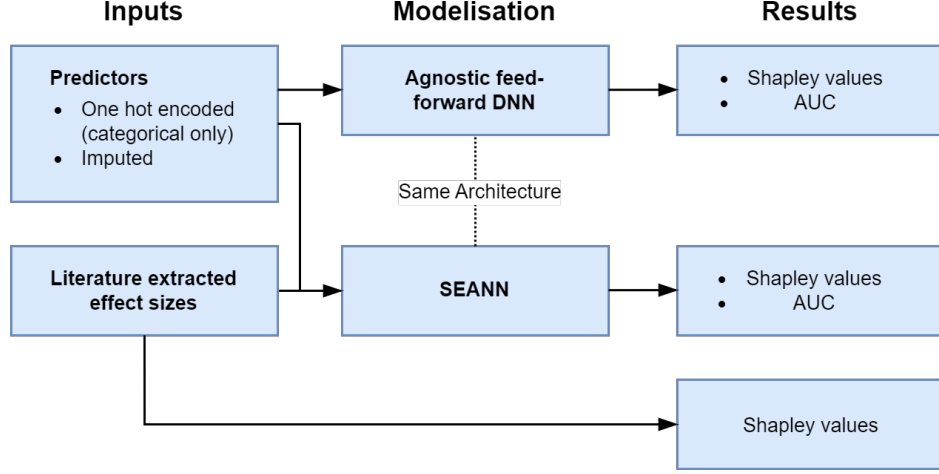 Inputs
Modelisation
Results
Predictors
• One hot encoded
(categorical only)
• Imputed
Agnostic feed-
forward DNN
• Shapley values
• AUC
Same Architecture
Literature extracted
effect sizes
SEANN
• Shapley values
• AUC
Shapley values